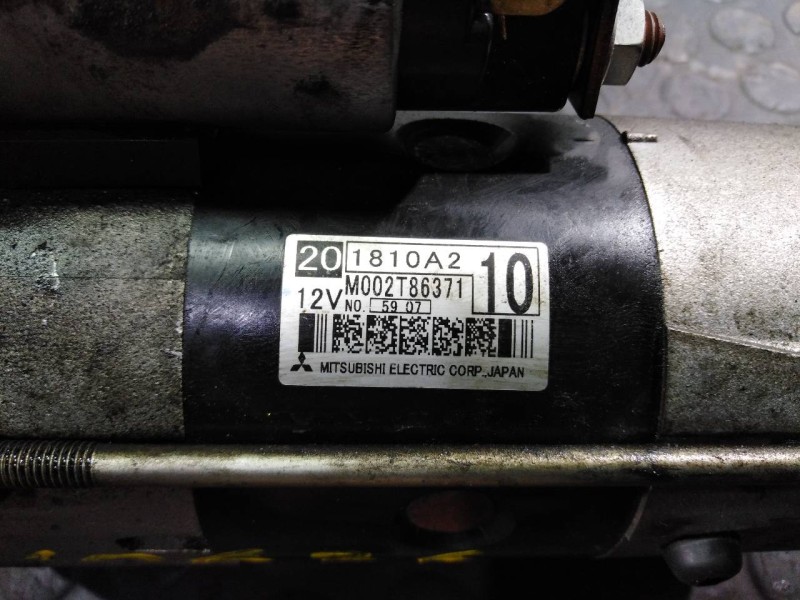 20 1810A2 10
12V M002T86371
NO. 59 07
MITSUBISHI ELECTRIC CORP., JAPAN